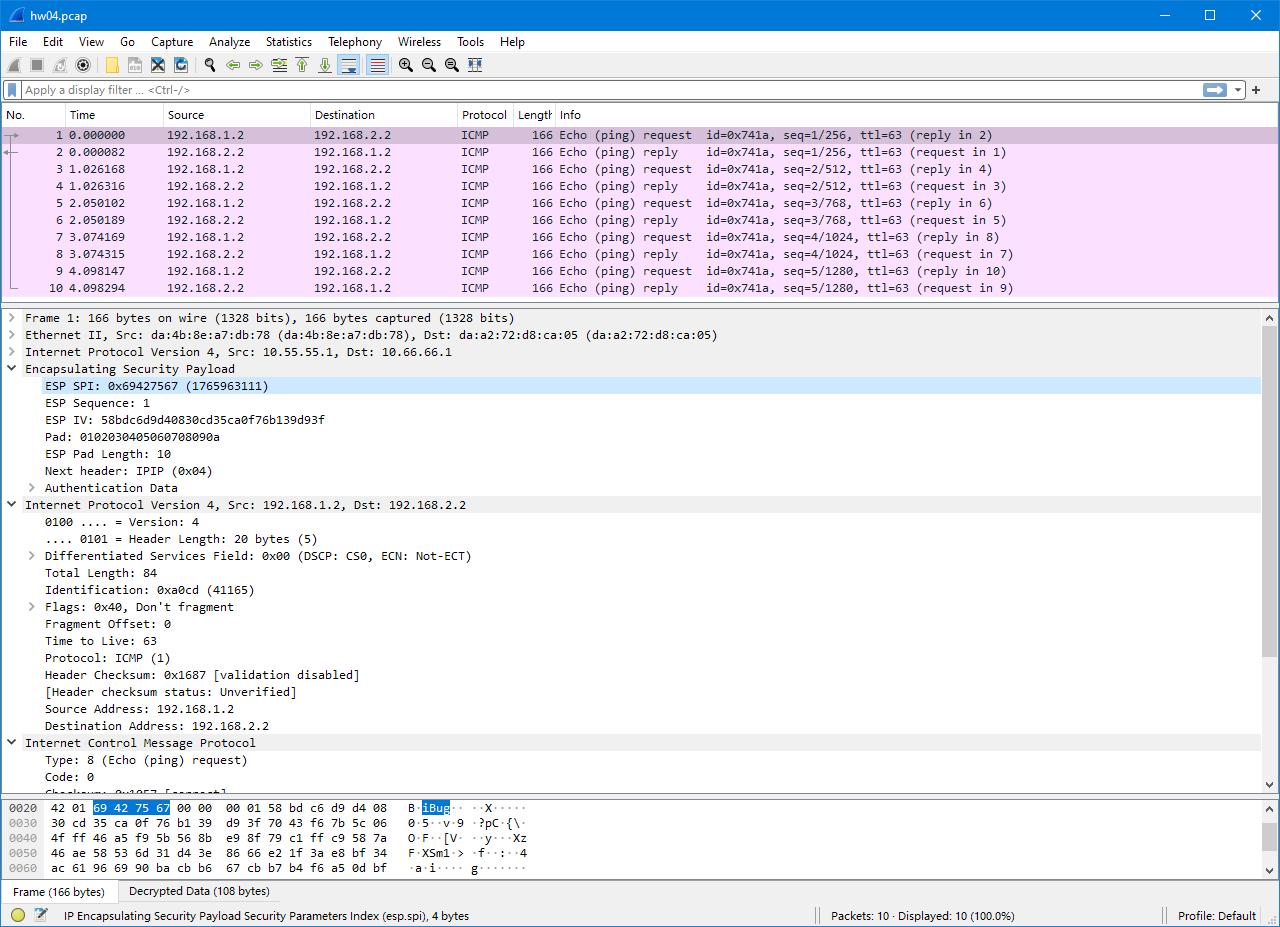 hw04.pcap
File Edit View Go Capture Analyze Statistics Telephony Wireless Tools Help
Apply a display filter ... <Ctrl-/>
No. Time Source Destination Protocol Length Info
1 0.000000 192.168.1.2 192.168.2.2 ICMP 166 Echo (ping) request id=0x741a, seq=1/256, ttl=63 (reply in 2)
2 0.000082 192.168.2.2 192.168.1.2 ICMP 166 Echo (ping) reply id=0x741a, seq=1/256, ttl=63 (request in 1)
3 1.026168 192.168.1.2 192.168.2.2 ICMP 166 Echo (ping) request id=0x741a, seq=2/512, ttl=63 (reply in 4)
4 1.026316 192.168.2.2 192.168.1.2 ICMP 166 Echo (ping) reply id=0x741a, seq=2/512, ttl=63 (request in 3)
5 2.050102 192.168.1.2 192.168.2.2 ICMP 166 Echo (ping) request id=0x741a, seq=3/768, ttl=63 (reply in 6)
6 2.050189 192.168.2.2 192.168.1.2 ICMP 166 Echo (ping) reply id=0x741a, seq=3/768, ttl=63 (request in 5)
7 3.074169 192.168.1.2 192.168.2.2 ICMP 166 Echo (ping) request id=0x741a, seq=4/1024, ttl=63 (reply in 8)
8 3.074315 192.168.2.2 192.168.1.2 ICMP 166 Echo (ping) reply id=0x741a, seq=4/1024, ttl=63 (request in 7)
9 4.098147 192.168.1.2 192.168.2.2 ICMP 166 Echo (ping) request id=0x741a, seq=5/1280, ttl=63 (reply in 10)
10 4.098294 192.168.2.2 192.168.1.2 ICMP 166 Echo (ping) reply id=0x741a, seq=5/1280, ttl=63 (request in 9)
Frame 1: 166 bytes on wire (1328 bits), 166 bytes captured (1328 bits)
Ethernet II, Src: da:4b:8e:a7:db:78 (da:4b:8e:a7:db:78), Dst: da:a2:72:d8:ca:05 (da:a2:72:d8:ca:05)
Internet Protocol Version 4, Src: 10.55.55.1, Dst: 10.66.66.1
Encapsulating Security Payload
ESP SPI: 0x69427567 (1765963111)
ESP Sequence: 1
ESP IV: 58bdc6d9d40830cd35ca0f76b139d93f
Pad: 0102030405060708090a
ESP Pad Length: 10
Next header: IPIP (0x04)
Authentication Data
Internet Protocol Version 4, Src: 192.168.1.2, Dst: 192.168.2.2
0100 .... = Version: 4
.... 0101 = Header Length: 20 bytes (5)
Differentiated Services Field: 0x00 (DSCP: CS0, ECN: Not-ECT)
Total Length: 84
Identification: 0xa0cd (41165)
Flags: 0x40, Don't fragment
Fragment Offset: 0
Time to Live: 63
Protocol: ICMP (1)
Header Checksum: 0x1687 [validation disabled]
[Header checksum status: Unverified]
Source Address: 192.168.1.2
Destination Address: 192.168.2.2
Internet Control Message Protocol
Type: 8 (Echo (ping) request)
Code: 0
0020 42 01 69 42 75 67 00 00 00 01 58 bd c6 d9 d4 08 B·iBug·· ··X·····
0030 30 cd 35 ca 0f 76 b1 39 d9 3f 70 43 f6 7b 5c 06 0·5··v·9 ·?pC·{\·
0040 4f ff 46 a5 f9 5b 56 8b e9 8f 79 c1 ff c9 58 7a O·F··[V· ··y···Xz
0050 46 ae 58 53 6d 31 d4 3e 86 66 e2 1f 3a e8 bf 34 F·XSm1·> ·f··:··4
0060 ac 61 96 69 90 ba cb b6 67 cb b7 b4 f6 a5 0d bf ·a·i···· g·······
Frame (166 bytes) Decrypted Data (108 bytes)
IP Encapsulating Security Payload Security Parameters Index (esp.spi), 4 bytes Packets: 10 · Displayed: 10 (100.0%) Profile: Default